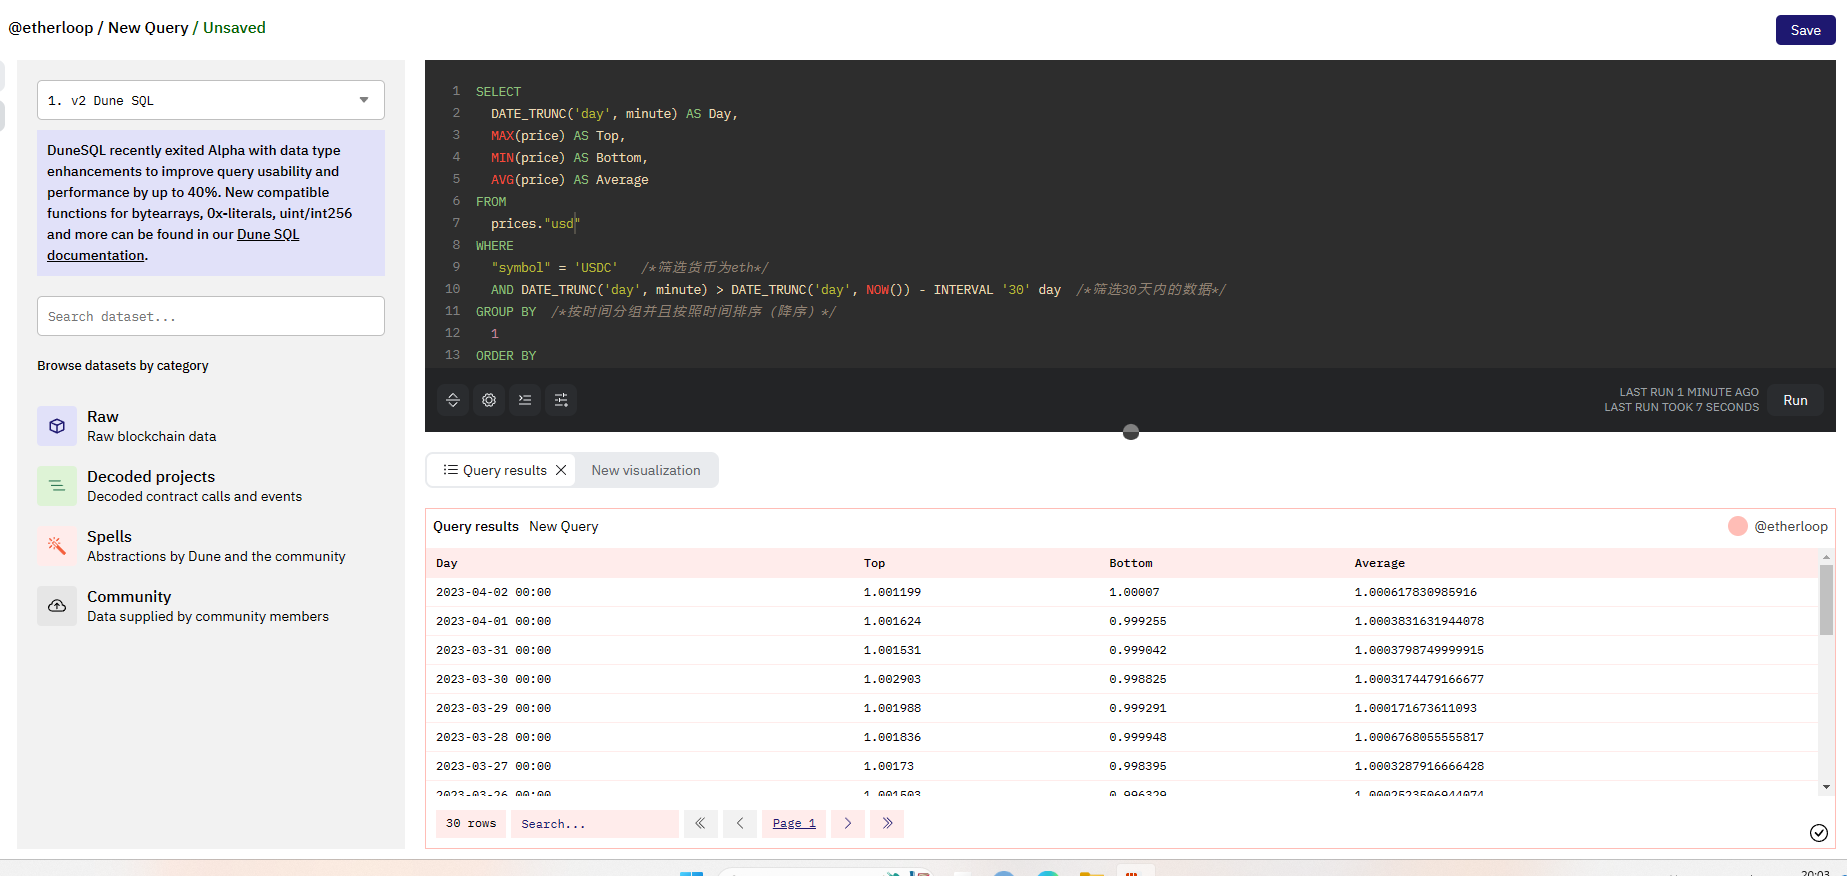 @etherloop / New Query / Unsaved
Save
1. v2 Dune SQL
DuneSQL recently exited Alpha with data type
enhancements to improve query usability and
performance by up to 40%. New compatible
functions for bytearrays, 0x-literals, uint/int256
and more can be found in our Dune SQL
documentation.
Search dataset...
Browse datasets by category
Raw
Raw blockchain data
Decoded projects
Decoded contract calls and events
Spells
Abstractions by Dune and the community
Community
Data supplied by community members
1 SELECT
2 DATE_TRUNC('day', minute) AS Day,
3 MAX(price) AS Top,
4 MIN(price) AS Bottom,
5 AVG(price) AS Average
6 FROM
7 prices."usd"
8 WHERE
9 "symbol" = 'USDC' /*筛选货币为eth*/
10 AND DATE_TRUNC('day', minute) > DATE_TRUNC('day', NOW()) - INTERVAL '30' day /*筛选30天内的数据*/
11 GROUP BY /*按时间分组并且按照时间排序（降序）*/
12 1
13 ORDER BY
LAST RUN 1 MINUTE AGO
LAST RUN TOOK 7 SECONDS
Run
Query results New visualization
Query results New Query @etherloop
Day Top Bottom Average
2023-04-02 00:00 1.001199 1.00007 1.000617830985916
2023-04-01 00:00 1.001624 0.999255 1.0003831631944078
2023-03-31 00:00 1.001531 0.999042 1.0003798749999915
2023-03-30 00:00 1.002903 0.998825 1.0003174479166677
2023-03-29 00:00 1.001988 0.999291 1.000171673611093
2023-03-28 00:00 1.001836 0.999948 1.0006768055555817
2023-03-27 00:00 1.00173 0.998395 1.0003287916666428
2023-03-26 00:00 1.001503 0.996329 1.0002523506944074
30 rows Search... Page 1
20:03